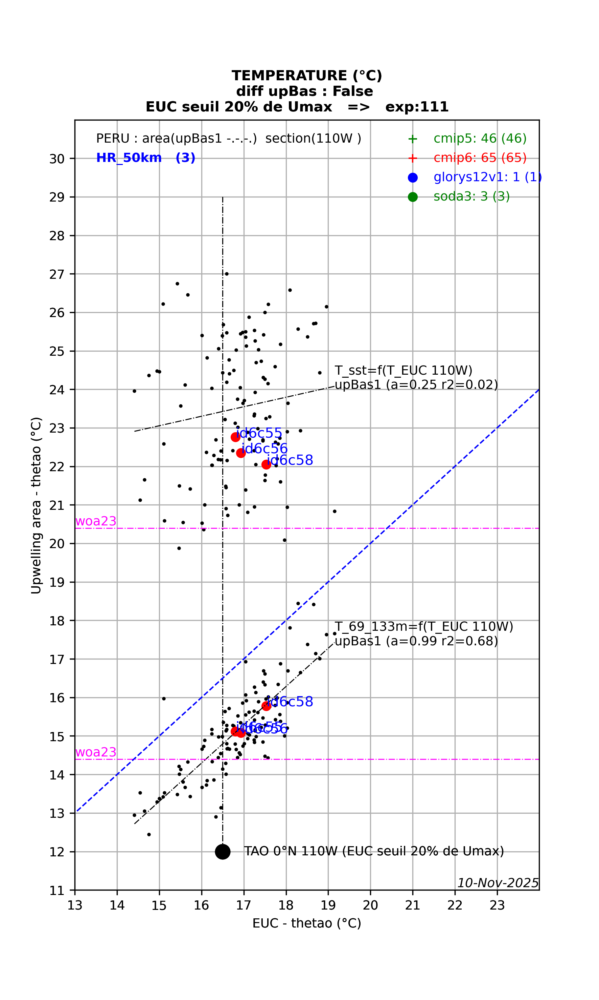 TEMPERATURE (°C)
diff upBas : False
EUC seuil 20% de Umax   =>   exp:111
PERU : area(upBas1 -.-.-.)  section(110W )
HR_50km   (3)
cmip5: 46 (46)
cmip6: 65 (65)
glorys12v1: 1 (1)
soda3: 3 (3)
30
29
28
27
26
25
24
23
22
21
20
19
18
17
16
15
14
13
12
11
Upwelling area - thetao (°C)
T_sst=f(T_EUC 110W)
upBas1 (a=0.25 r2=0.02)
id6c55
id6c56
id6c58
woa23
T_69_133m=f(T_EUC 110W)
upBas1 (a=0.99 r2=0.68)
id6c58
id6c55
id6c56
woa23
TAO 0°N 110W (EUC seuil 20% de Umax)
10-Nov-2025
13 14 15 16 17 18 19 20 21 22 23
EUC - thetao (°C)